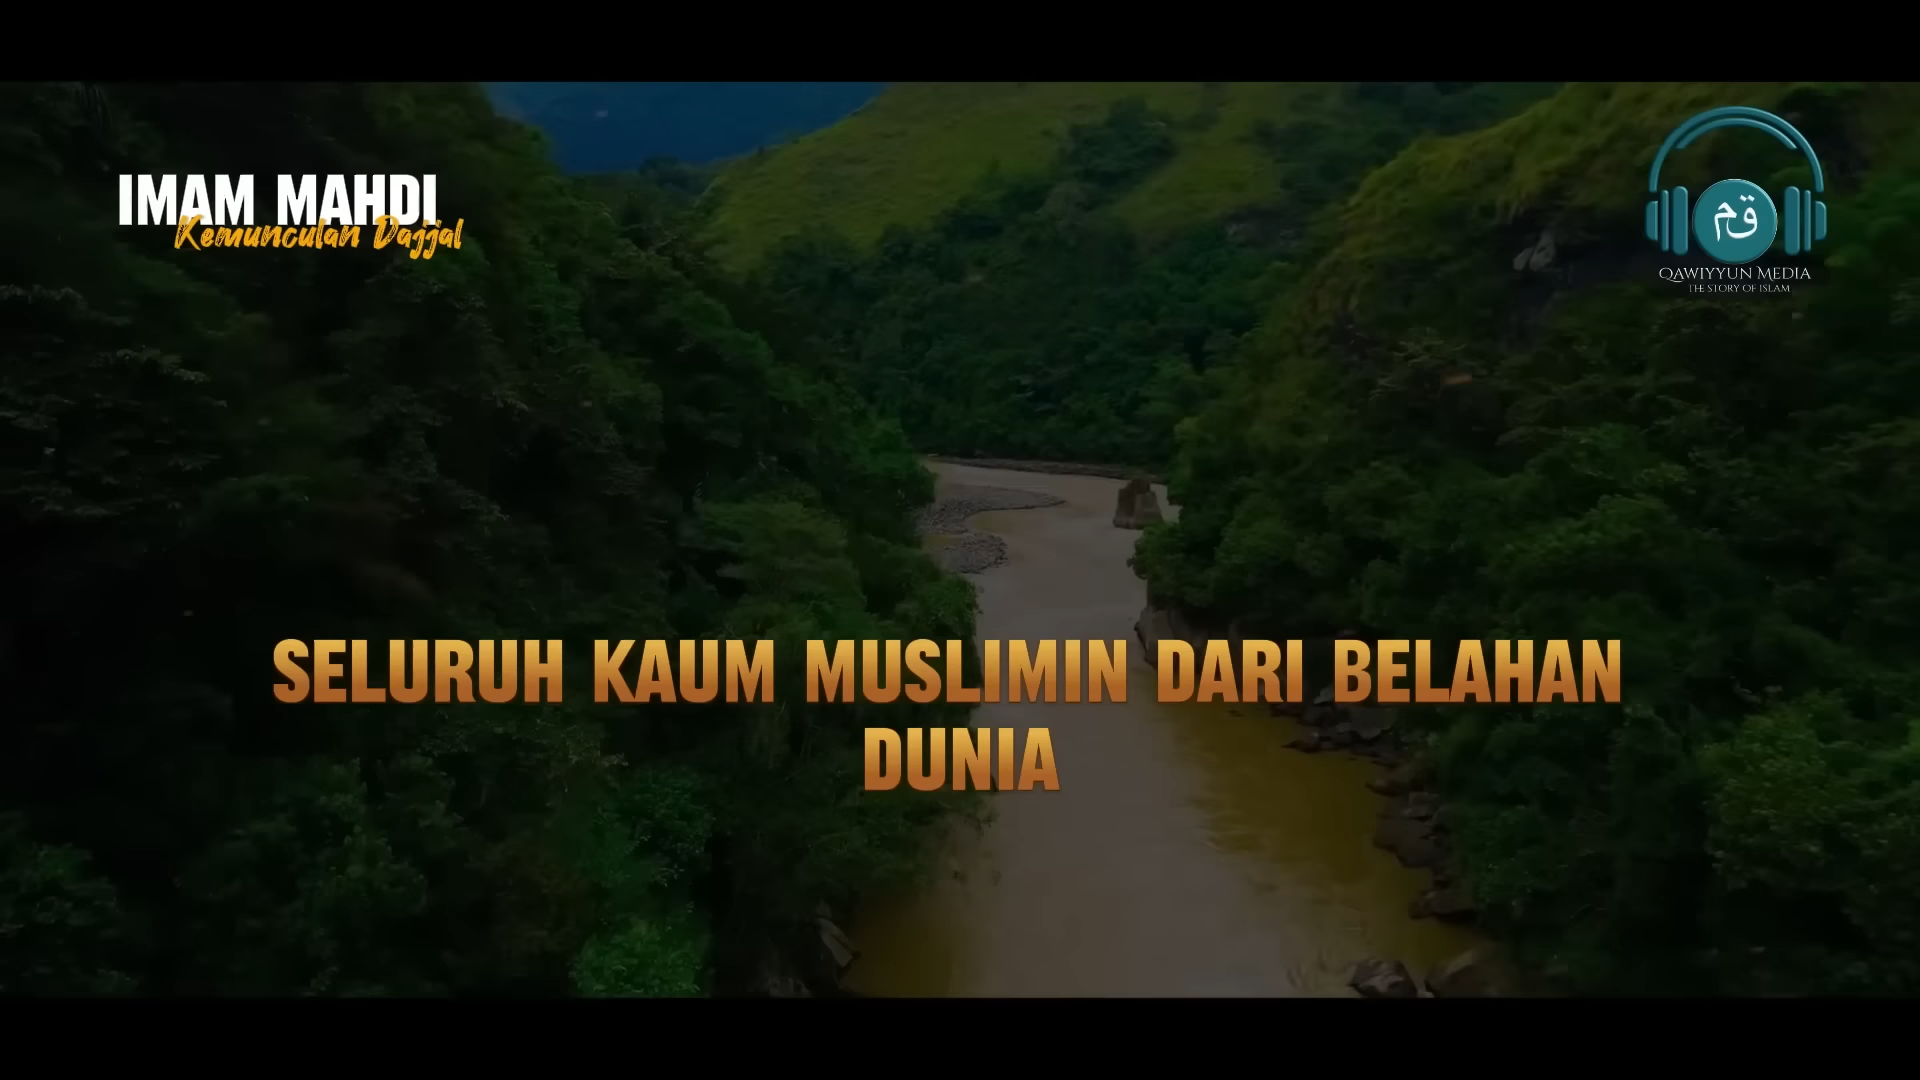 IMAM MAHDI
Kemunculan Dajjal
قم
QAWIYYUN MEDIA
THE STORY OF ISLAM
SELURUH KAUM MUSLIMIN DARI BELAHAN
DUNIA